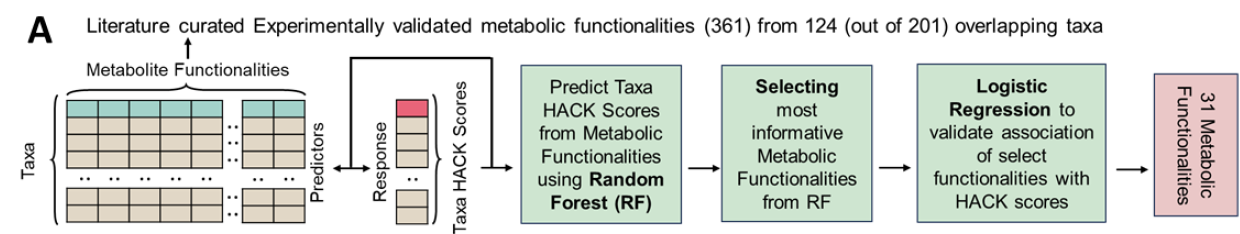 A
Literature curated Experimentally validated metabolic functionalities (361) from 124 (out of 201) overlapping taxa
Metabolite Functionalities
Taxa
Predictors
Response
Taxa HACK Scores
Predict Taxa
HACK Scores
from Metabolic
Functionalities
using Random
Forest (RF)
Selecting
most
informative
Metabolic
Functionalities
from RF
Logistic
Regression to
validate association
of select
functionalities with
HACK scores
31 Metabolic
Functionalities